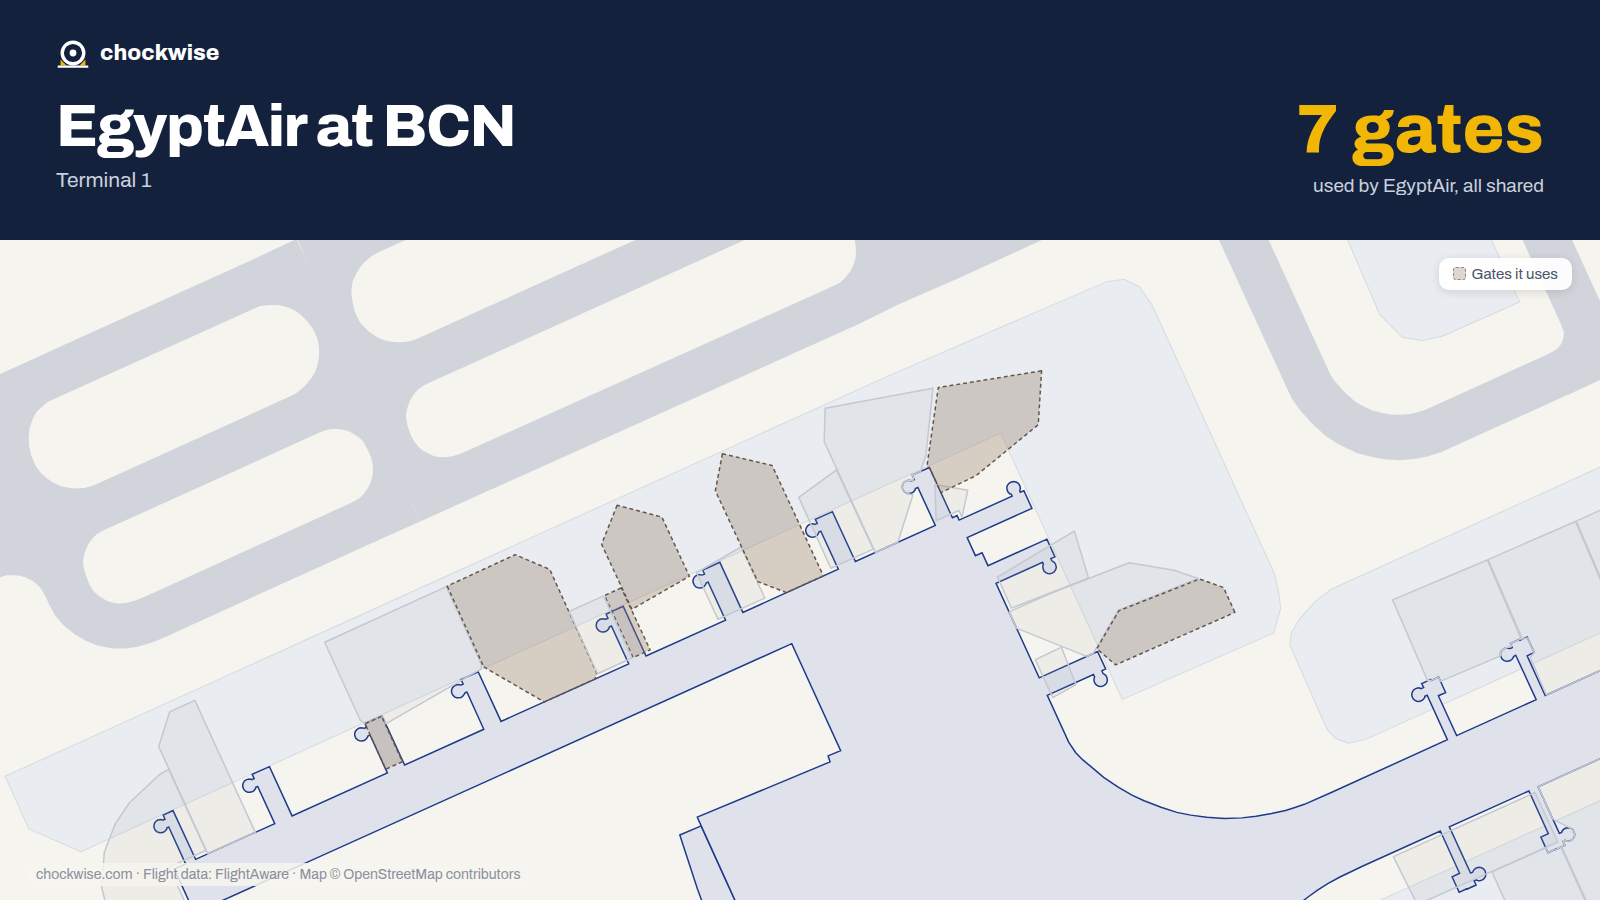 chockwise
EgyptAir at BCN
Terminal 1
7 gates
used by EgyptAir, all shared
Gates it uses
chockwise.com · Flight data: FlightAware · Map © OpenStreetMap contributors